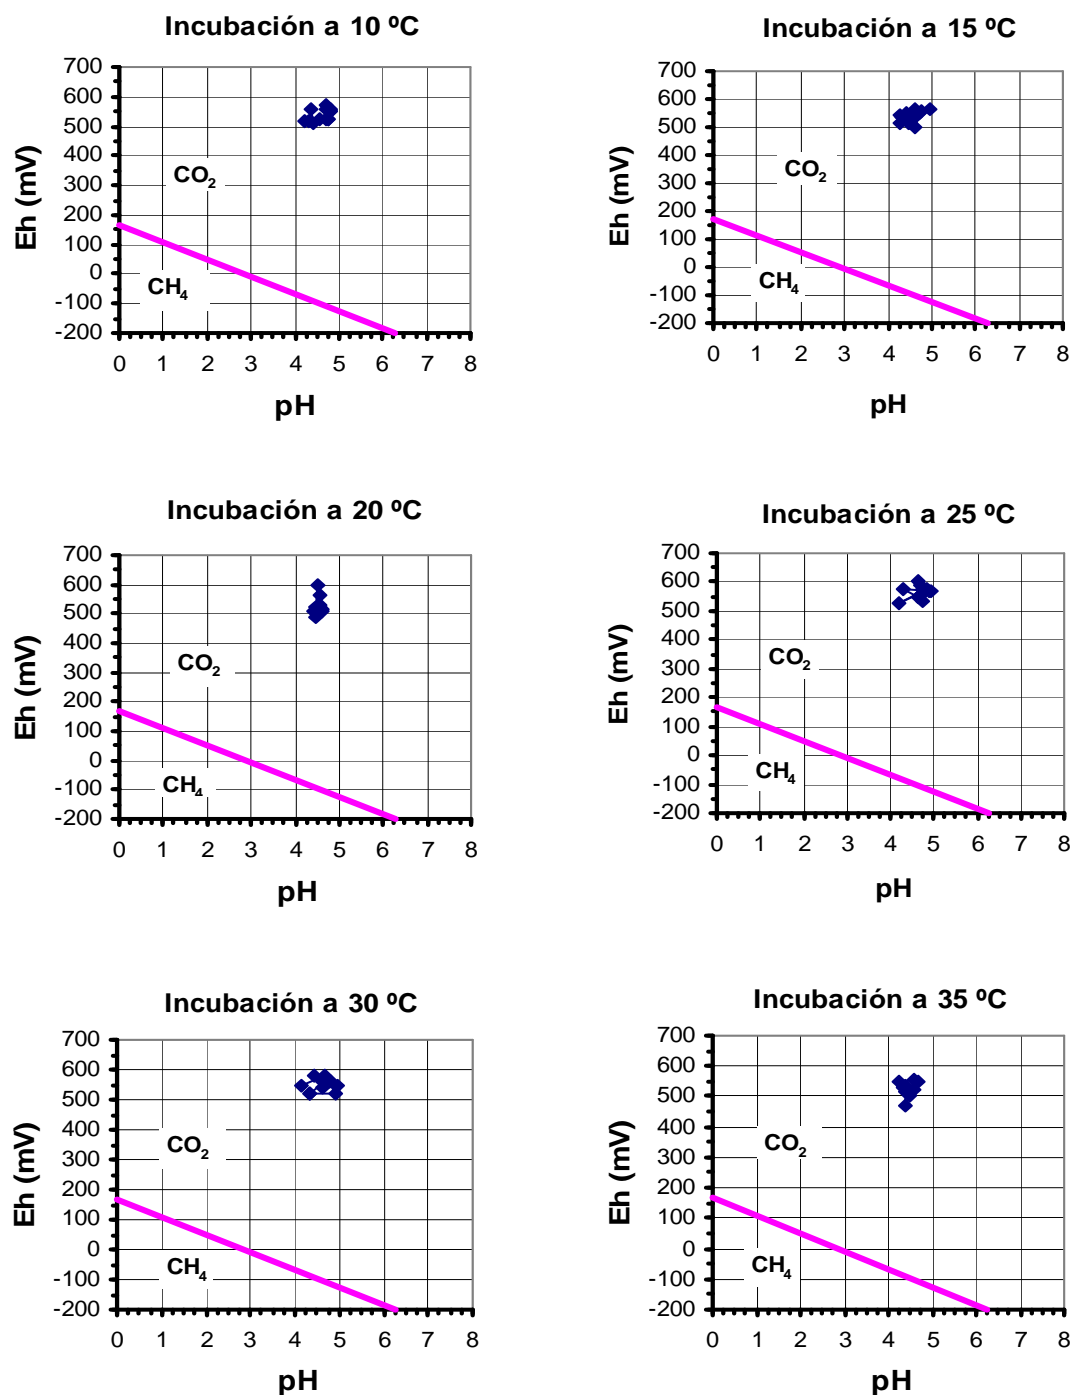 Incubación a 10 ºC
700
600
500
400
300
200
100
0
-100
-200
Eh (mV)
CO₂
CH₄
0 1 2 3 4 5 6 7 8
pH
Incubación a 15 ºC
700
600
500
400
300
200
100
0
-100
-200
Eh (mV)
CO₂
CH₄
0 1 2 3 4 5 6 7 8
pH
Incubación a 20 ºC
700
600
500
400
300
200
100
0
-100
-200
Eh (mV)
CO₂
CH₄
0 1 2 3 4 5 6 7 8
pH
Incubación a 25 ºC
700
600
500
400
300
200
100
0
-100
-200
Eh (mV)
CO₂
CH₄
0 1 2 3 4 5 6 7 8
pH
Incubación a 30 ºC
700
600
500
400
300
200
100
0
-100
-200
Eh (mV)
CO₂
CH₄
0 1 2 3 4 5 6 7 8
pH
Incubación a 35 ºC
700
600
500
400
300
200
100
0
-100
-200
Eh (mV)
CO₂
CH₄
0 1 2 3 4 5 6 7 8
pH